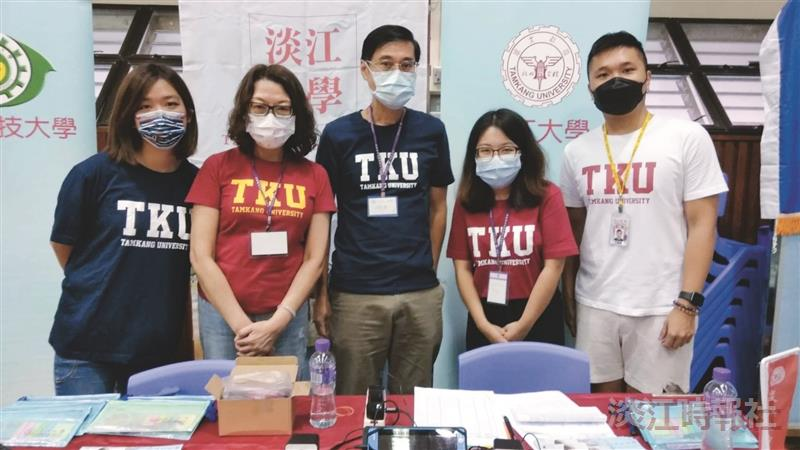 淡江
學
技大學
TAMKANG UNIVERSITY
大學
TKU
TAMKANG UNIVERSITY
TKU
TAMKANG UNIVERSITY
TKU
TAMKANG UNIVERSITY
TKU
TAMKANG UNIVERSITY
TKU
TAMKANG UNIVERSITY
淡江時報社